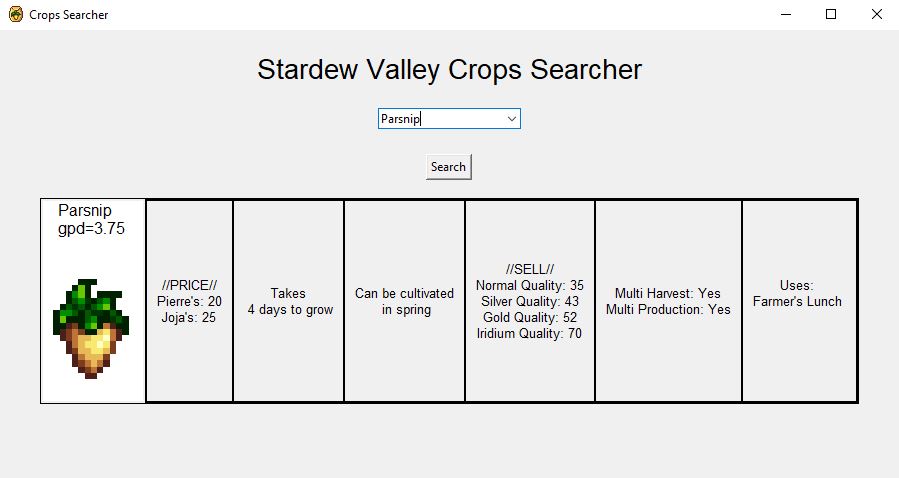 Crops Searcher
Stardew Valley Crops Searcher
Parsnip
Search
Parsnip
gpd=3.75
//PRICE//
Pierre's: 20
Joja's: 25
Takes
4 days to grow
Can be cultivated
in spring
//SELL//
Normal Quality: 35
Silver Quality: 43
Gold Quality: 52
Iridium Quality: 70
Multi Harvest: Yes
Multi Production: Yes
Uses:
Farmer's Lunch